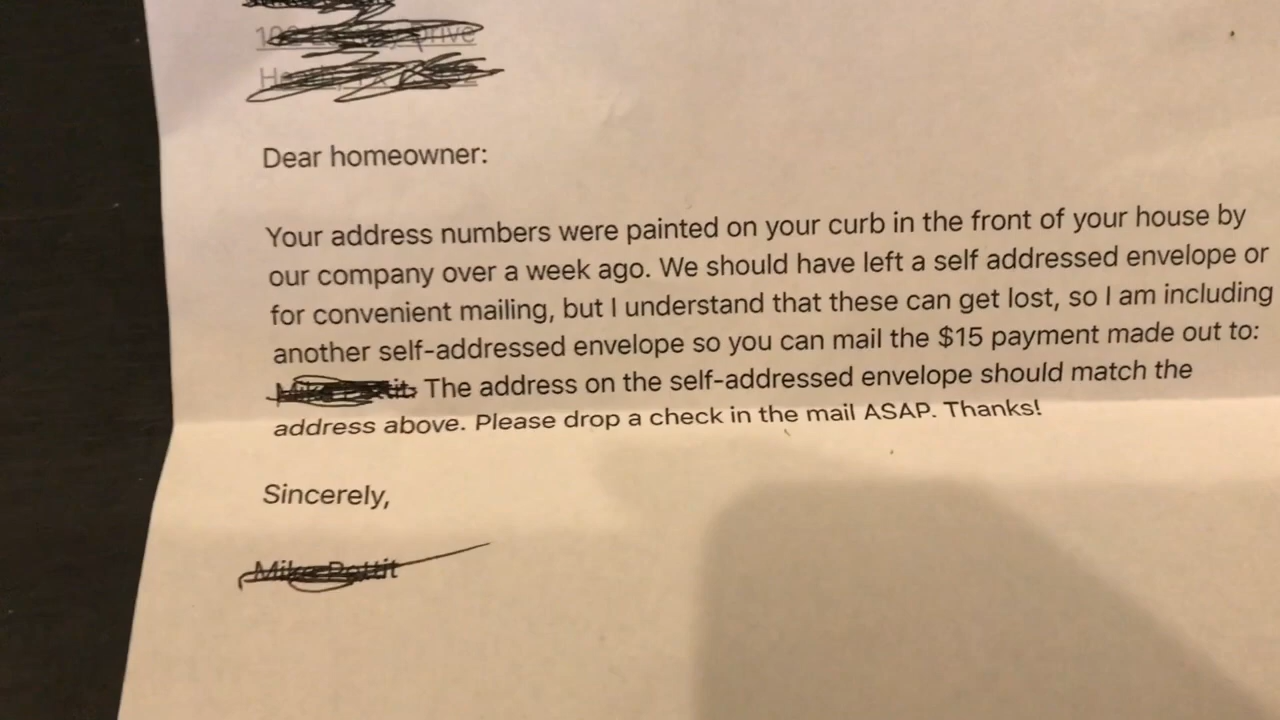 Drive
Dear homeowner:
Your address numbers were painted on your curb in the front of your house by
our company over a week ago. We should have left a self addressed envelope or
for convenient mailing, but I understand that these can get lost, so I am including
another self-addressed envelope so you can mail the $15 payment made out to:
The address on the self-addressed envelope should match the
address above. Please drop a check in the mail ASAP. Thanks!
Sincerely,